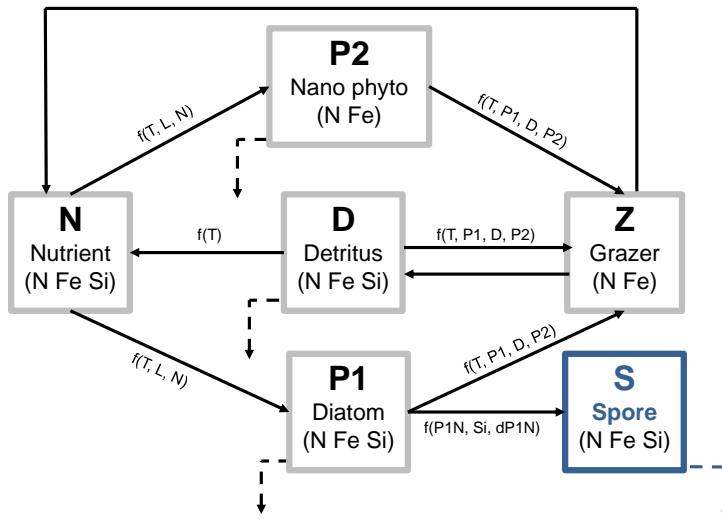 P2
Nano phyto
(N Fe)
f(T, L, N)
f(T, P1, D, P2)
N
Nutrient
(N Fe Si)
f(T)
D
Detritus
(N Fe Si)
f(T, P1, D, P2)
Z
Grazer
(N Fe)
f(T, L, N)
f(T, P1, D, P2)
P1
Diatom
(N Fe Si)
f(P1N, Si, dP1N)
S
Spore
(N Fe Si)